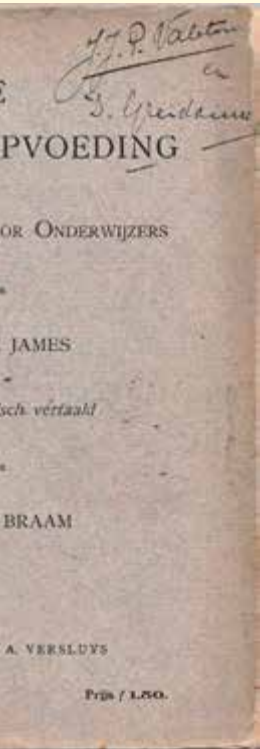 J.J.P. Valeton
en
E
PVOEDING
OR ONDERWIJZERS
JAMES
sch vertaald
BRAAM
A. VERSLUYS
Prijs f 1.50.